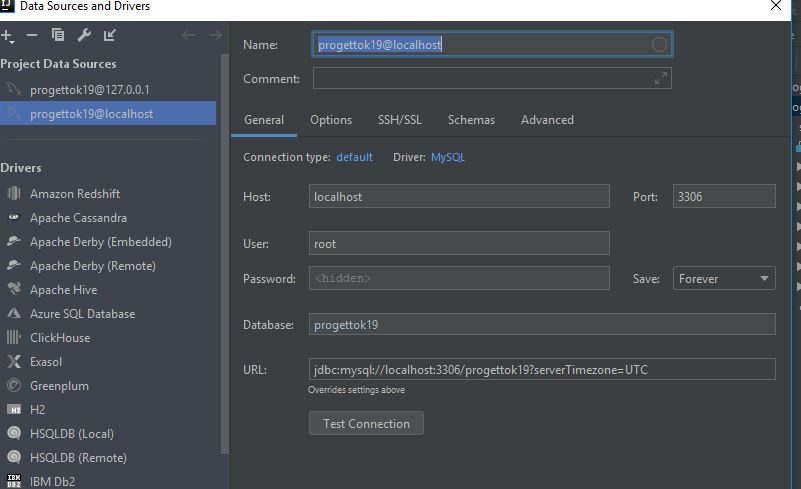 Data Sources and Drivers
Project Data Sources
progettok19@127.0.0.1
progettok19@localhost
Drivers
Amazon Redshift
Apache Cassandra
Apache Derby (Embedded)
Apache Derby (Remote)
Apache Hive
Azure SQL Database
ClickHouse
Exasol
Greenplum
H2
HSQLDB (Local)
HSQLDB (Remote)
IBM Db2
Name: progettok19@localhost
Comment:
General Options SSH/SSL Schemas Advanced
Connection type: default Driver: MySQL
Host: localhost Port: 3306
User: root
Password: <hidden> Save: Forever
Database: progettok19
URL: jdbc:mysql://localhost:3306/progettok19?serverTimezone=UTC
Overrides settings above
Test Connection